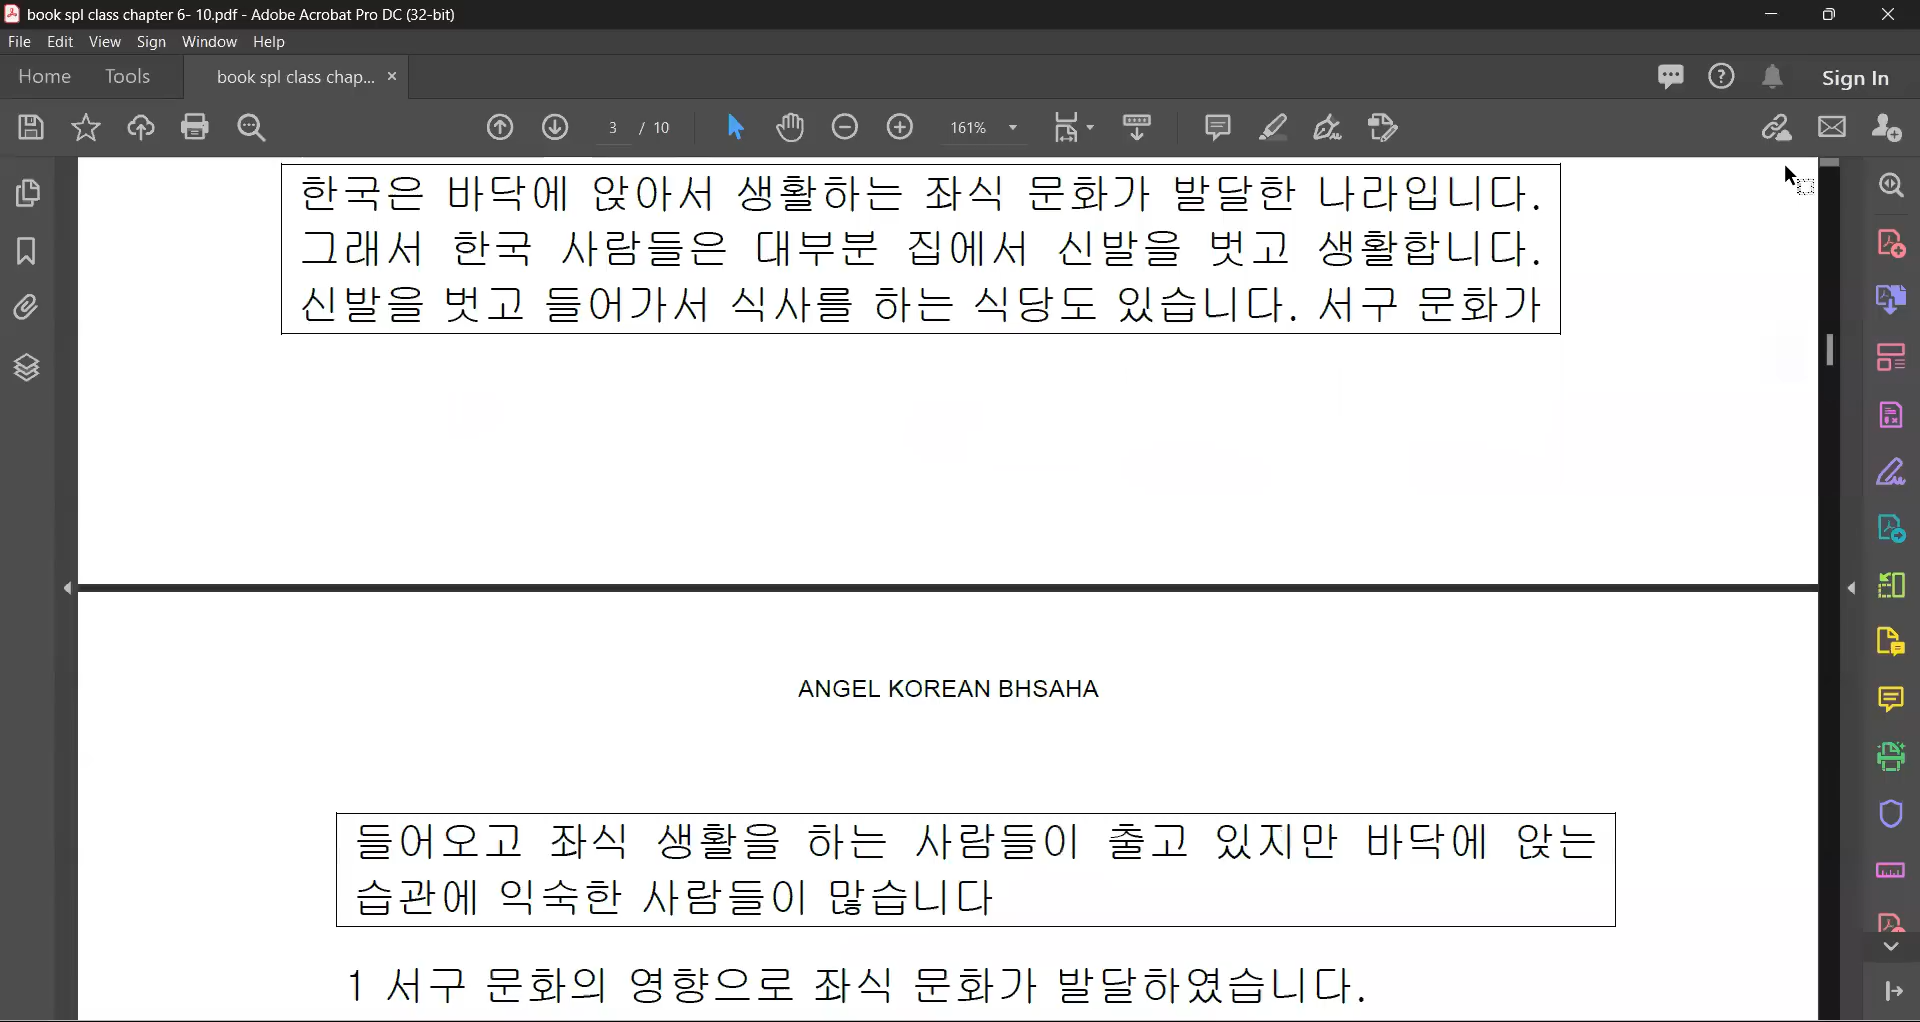 book spl class chapter 6- 10.pdf - Adobe Acrobat Pro DC (32-bit)
File Edit View Sign Window Help
Home Tools book spl class chap... × Sign In
3 / 10 161%
한국은 바닥에 앉아서 생활하는 좌식 문화가 발달한 나라입니다.
그래서 한국 사람들은 대부분 집에서 신발을 벗고 생활합니다.
신발을 벗고 들어가서 식사를 하는 식당도 있습니다. 서구 문화가
ANGEL KOREAN BHSAHA
들어오고 좌식 생활을 하는 사람들이 출고 있지만 바닥에 앉는
습관에 익숙한 사람들이 많습니다
1 서구 문화의 영향으로 좌식 문화가 발달하였습니다.